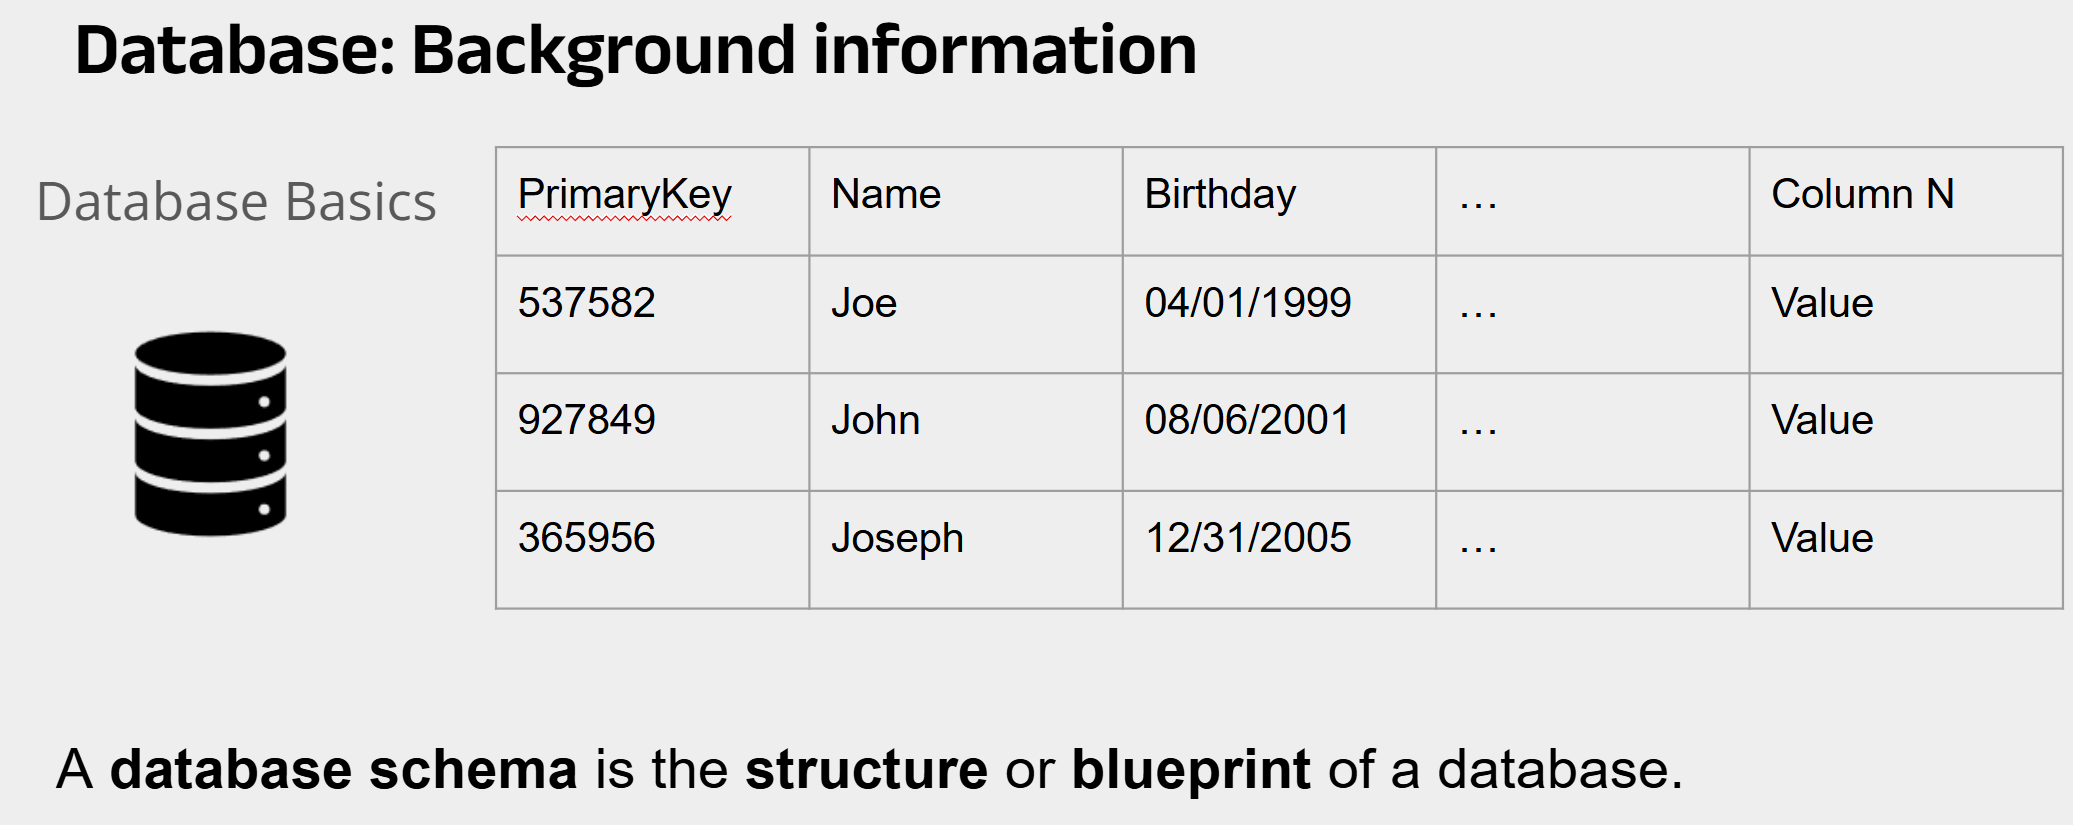 Database: Background information
Database Basics
PrimaryKey Name Birthday … Column N
537582 Joe 04/01/1999 … Value
927849 John 08/06/2001 … Value
365956 Joseph 12/31/2005 … Value
A database schema is the structure or blueprint of a database.